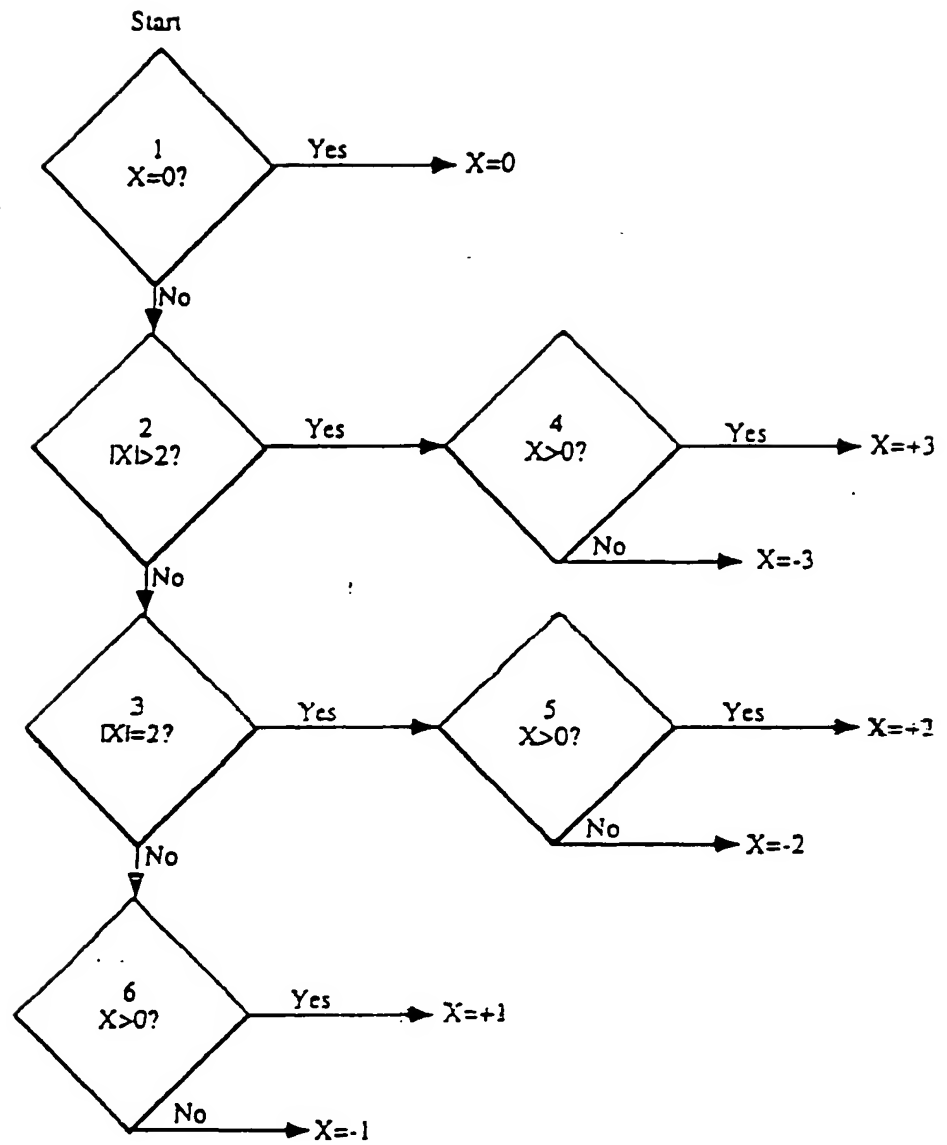 Start
1
X=0?
Yes
X=0
No
2
|X|>2?
Yes
4
X>0?
Yes
X=+3
No
X=-3
No
3
|X|=2?
Yes
5
X>0?
Yes
X=+2
No
X=-2
No
6
X>0?
Yes
X=+1
No
X=-1